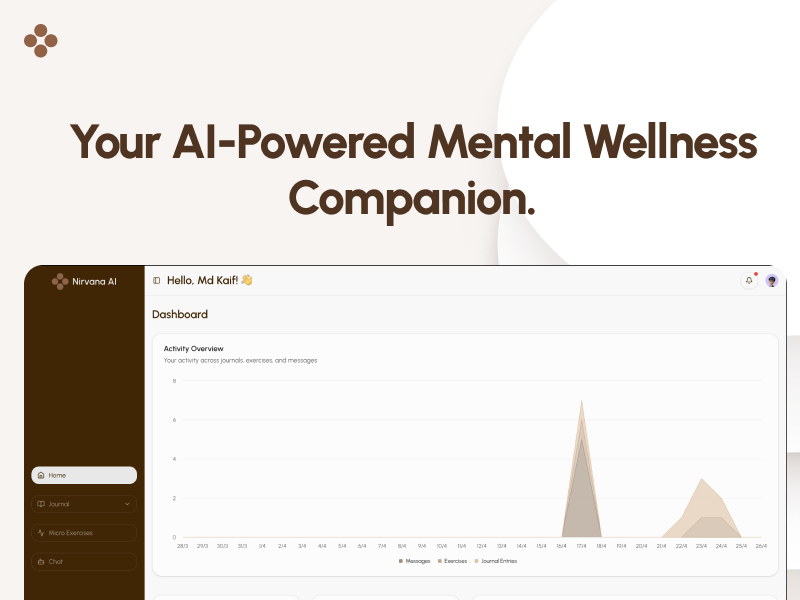 Your AI-Powered Mental Wellness
Companion.
Nirvana AI
Hello, Md Kaif! 👋
Dashboard
Activity Overview
Your activity across journals, exercises, and messages
8
6
4
2
0
28/3 29/3 30/3 31/3 1/4 2/4 3/4 4/4 5/4 6/4 7/4 8/4 9/4 10/4 11/4 12/4 13/4 14/4 15/4 16/4 17/4 18/4 19/4 20/4 21/4 22/4 23/4 24/4 25/4 26/4
Messages Exercises Journal Entries
Home
Journal
Micro Exercises
Chat